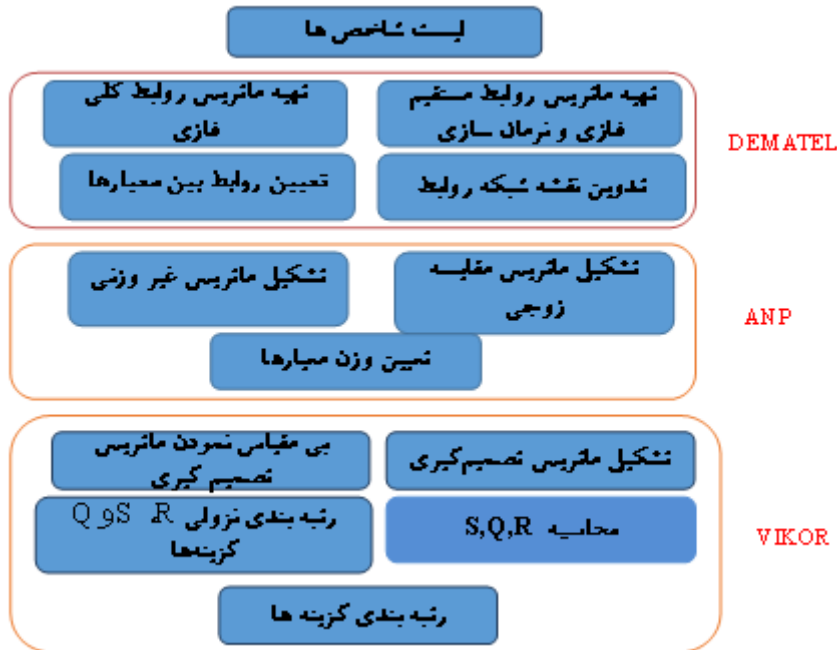 لیست شاخص ها
تهیه ماتریس روابط مستقیم
فازی و نرمال سازی
تهیه ماتریس روابط کلی
فازی
DEMATEL
تدوین نقشه شبکه روابط
تعیین روابط بین معیارها
تشکیل ماتریس مقایسه
زوجی
تشکیل ماتریس غیر وزنی
ANP
تعیین وزن معیارها
تشکیل ماتریس تصمیم‌گیری
بی مقیاس نمودن ماتریس
تصمیم گیری
محاسبه S,Q,R
رتبه بندی نزولی R، S و Q
گزینه‌ها
VIKOR
رتبه بندی گزینه ها